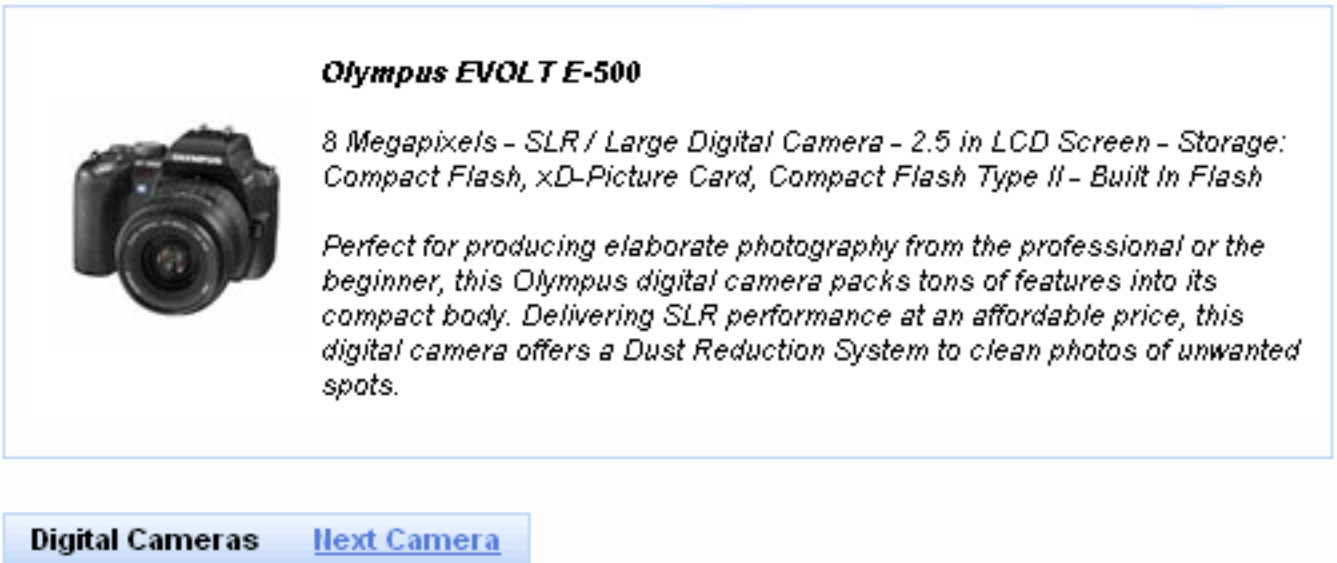 Olympus EVOLT E-500
8 Megapixels - SLR / Large Digital Camera - 2.5 in LCD Screen - Storage:
Compact Flash, xD-Picture Card, Compact Flash Type II - Built In Flash
Perfect for producing elaborate photography from the professional or the
beginner, this Olympus digital camera packs tons of features into its
compact body. Delivering SLR performance at an affordable price, this
digital camera offers a Dust Reduction System to clean photos of unwanted
spots.
OLYMPUS
Digital Cameras Next Camera